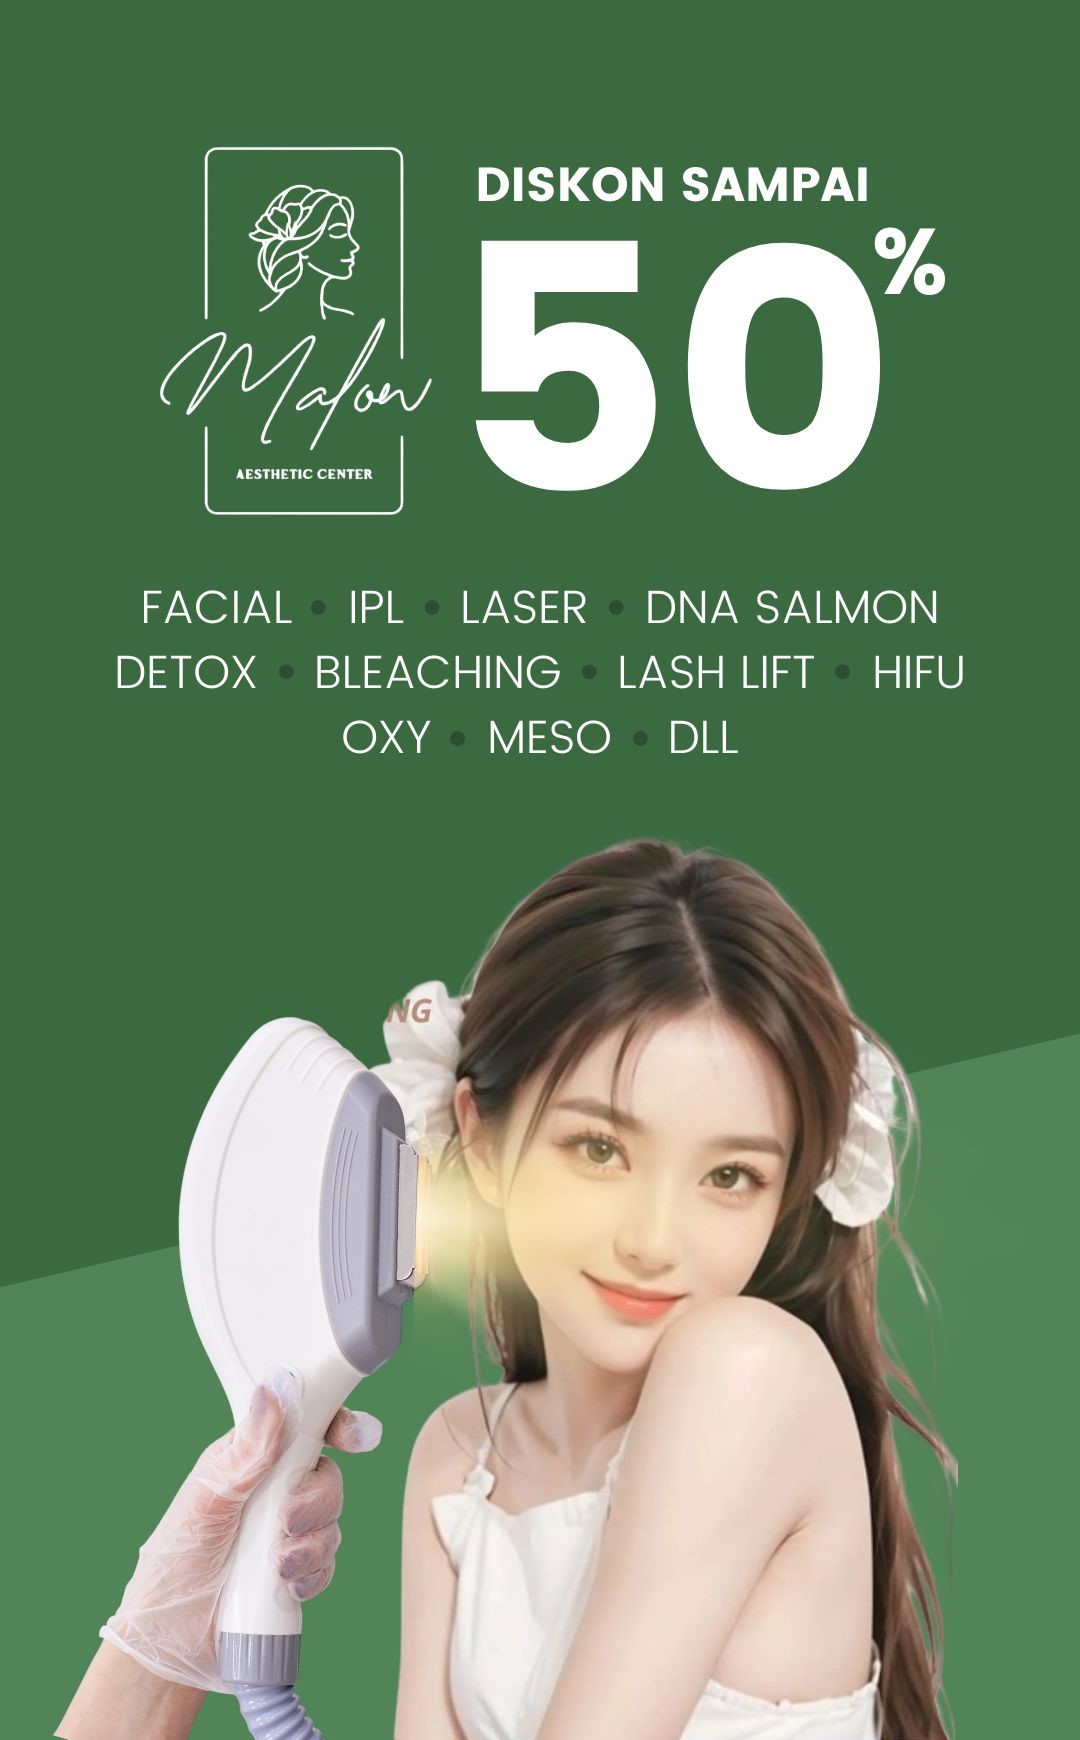 Malon
AESTHETIC CENTER
DISKON SAMPAI
50%
FACIAL • IPL • LASER • DNA SALMON
DETOX • BLEACHING • LASH LIFT • HIFU
OXY • MESO • DLL
NG